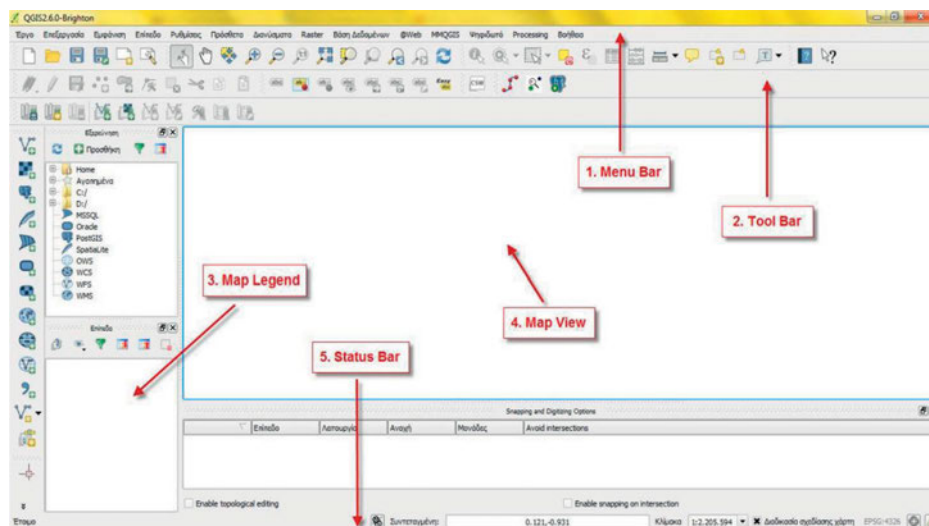 QGIS2.6.0-Brighton
Έργο Επεξεργασία Εμφάνιση Επίπεδο Ρυθμίσεις Πρόσθετα Διανύσματα Raster Βάση Δεδομένων @Web MMQGIS Ψηφιδωτά Processing Βοήθεια
CSW
Εξερεύνηση
Προσθήκη
Home
Αγαπημένα
C:/
D:/
MSSQL
Oracle
PostGIS
SpatiaLite
OWS
WCS
WFS
WMS
1. Menu Bar
2. Tool Bar
3. Map Legend
4. Map View
5. Status Bar
Επίπεδα
Snapping and Digitizing Options
Επίπεδο Λειτουργία Ανοχή Μονάδες Avoid intersections
Enable topological editing
Enable snapping on intersection
Έτοιμο
Συντεταγμένη: 0.121,-0.931 Κλίμακα 1:2.205.594 Διαδικασία σχεδίασης χάρτη EPSG:4326